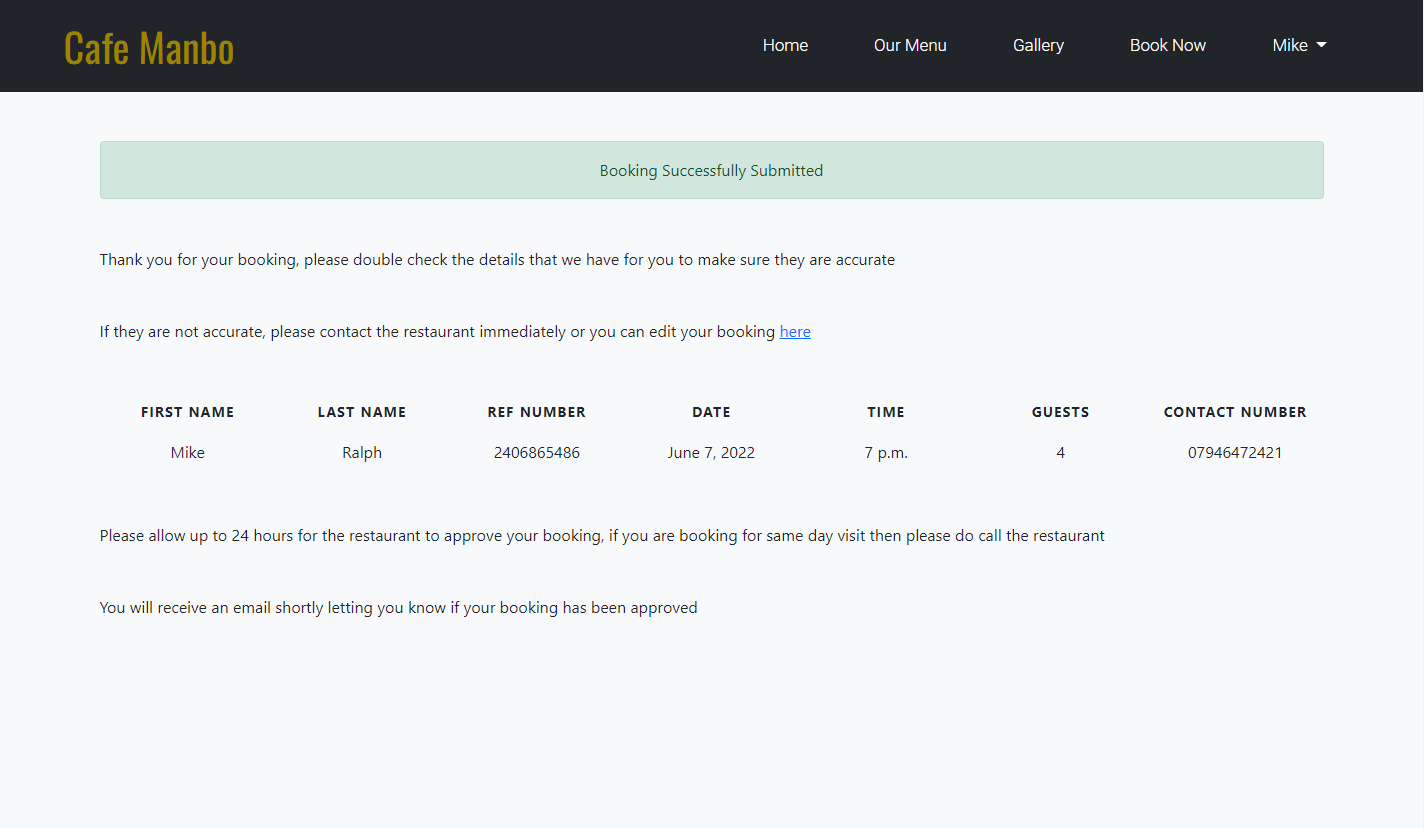 Cafe Manbo Home Our Menu Gallery Book Now Mike
Booking Successfully Submitted
Thank you for your booking, please double check the details that we have for you to make sure they are accurate
If they are not accurate, please contact the restaurant immediately or you can edit your booking here
FIRST NAME LAST NAME REF NUMBER DATE TIME GUESTS CONTACT NUMBER
Mike Ralph 2406865486 June 7, 2022 7 p.m. 4 07946472421
Please allow up to 24 hours for the restaurant to approve your booking, if you are booking for same day visit then please do call the restaurant
You will receive an email shortly letting you know if your booking has been approved